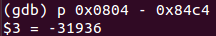 (gdb) p 0x0804 - 0x84c4
$3 = -31936